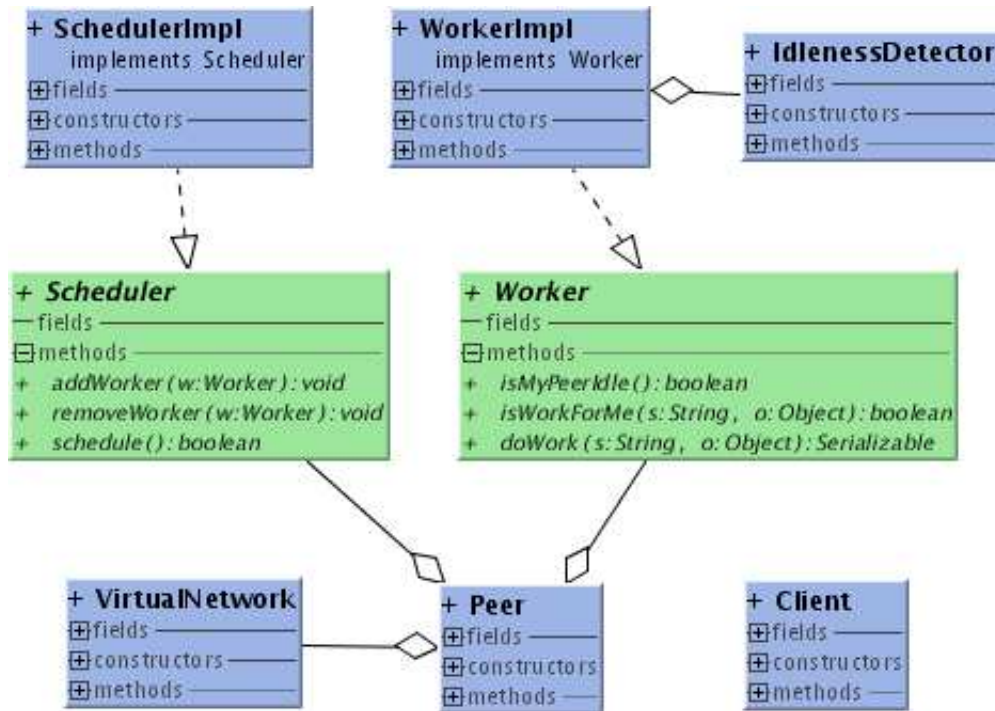 + SchedulerImpl
implements Scheduler
+ fields
+ constructors
+ methods
+ WorkerImpl
implements Worker
+ fields
+ constructors
+ methods
+ IdlenessDetector
+ fields
+ constructors
+ methods
+ Scheduler
fields
- methods
+ addWorker(w:Worker):void
+ removeWorker(w:Worker):void
+ schedule():boolean
+ Worker
fields
- methods
+ isMyPeerIdle():boolean
+ isWorkForMe(s:String, o:Object):boolean
+ doWork(s:String, o:Object):Serializable
+ VirtualNetwork
+ fields
+ constructors
+ methods
+ Peer
+ fields
+ constructors
+ methods
+ Client
+ fields
+ constructors
+ methods